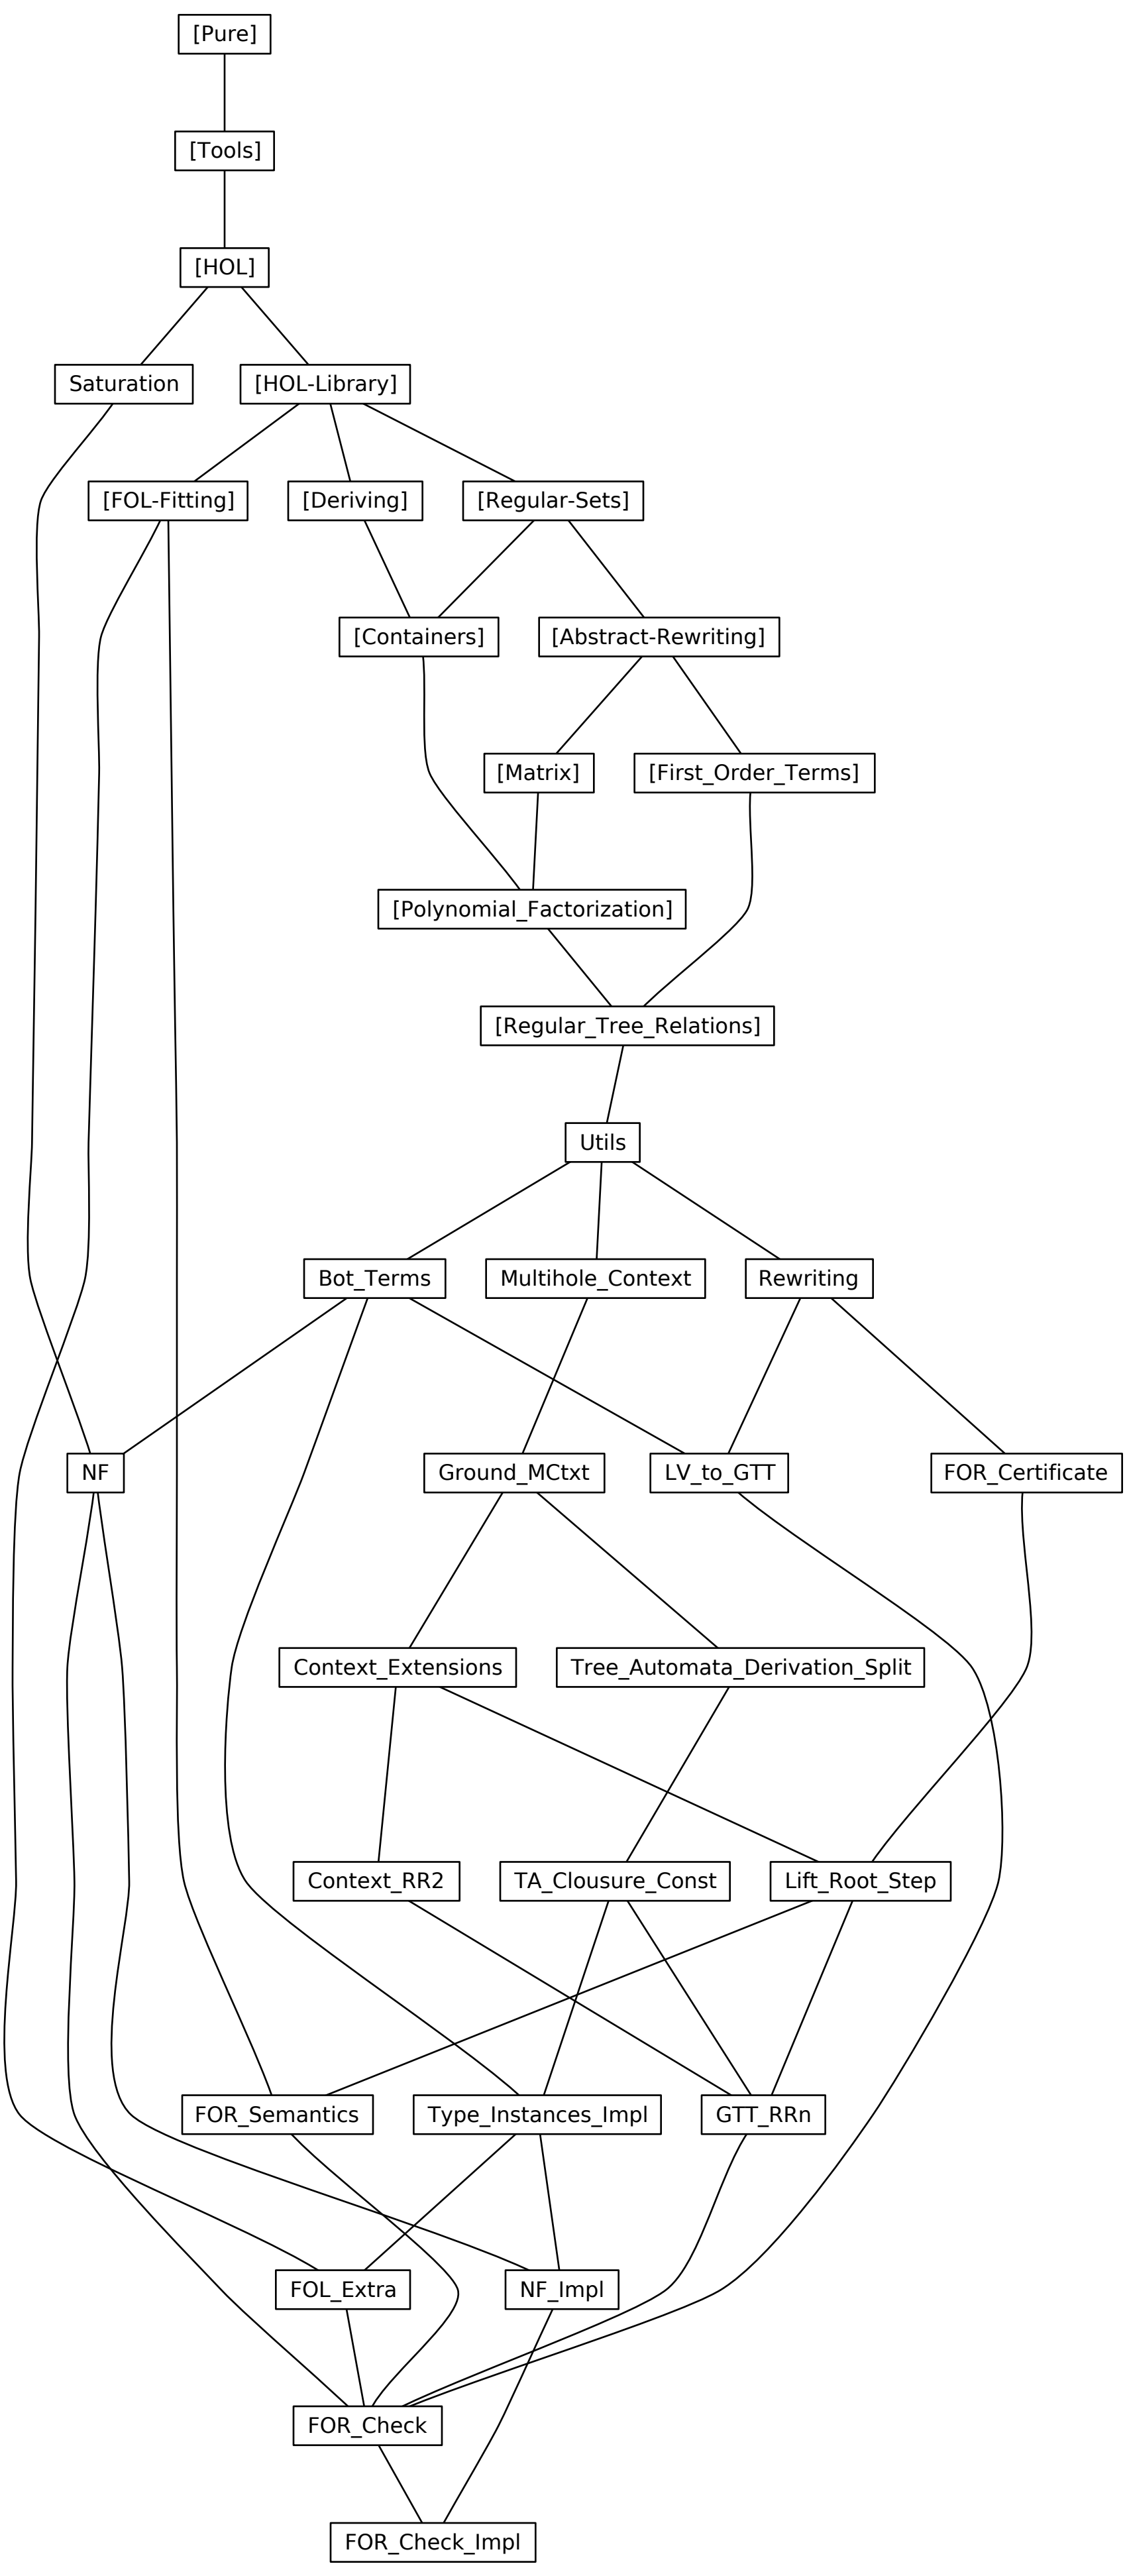 [Pure]
[Tools]
[HOL]
Saturation
[HOL-Library]
[FOL-Fitting]
[Deriving]
[Regular-Sets]
[Containers]
[Abstract-Rewriting]
[Matrix]
[First_Order_Terms]
[Polynomial_Factorization]
[Regular_Tree_Relations]
Utils
Bot_Terms
Multihole_Context
Rewriting
NF
Ground_MCtxt
LV_to_GTT
FOR_Certificate
Context_Extensions
Tree_Automata_Derivation_Split
Context_RR2
TA_Clousure_Const
Lift_Root_Step
FOR_Semantics
Type_Instances_Impl
GTT_RRn
FOL_Extra
NF_Impl
FOR_Check
FOR_Check_Impl